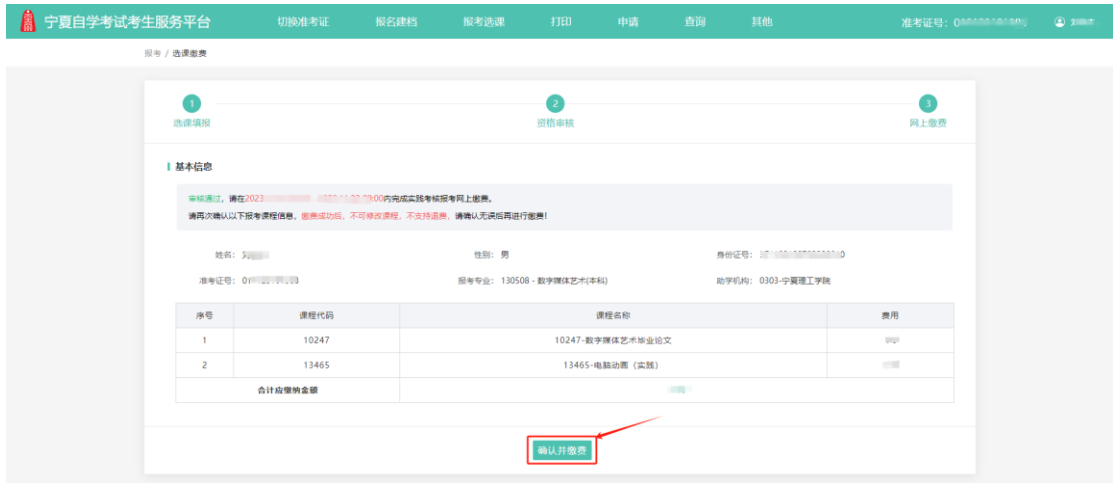 宁夏自学考试考生服务平台 切换准考证 报名建档 报考选课 打印 申请 查询 其他 准考证号：0
报考 / 选课缴费
1 2 3
选课填报 资格审核 网上缴费
基本信息
审核通过，请在2023 00内完成实践考核报考网上缴费。
请再次确认以下报考课程信息，缴费成功后，不可修改课程，不支持退费，请确认无误后再进行缴费！
姓名： 性别：男 身份证号： 0
准考证号：01 报考专业：130508 - 数字媒体艺术(本科) 助学机构：0303-宁夏理工学院
序号 课程代码 课程名称 费用
1 10247 10247-数字媒体艺术毕业论文
2 13465 13465-电脑动画（实践）
合计应缴纳金额
确认并缴费